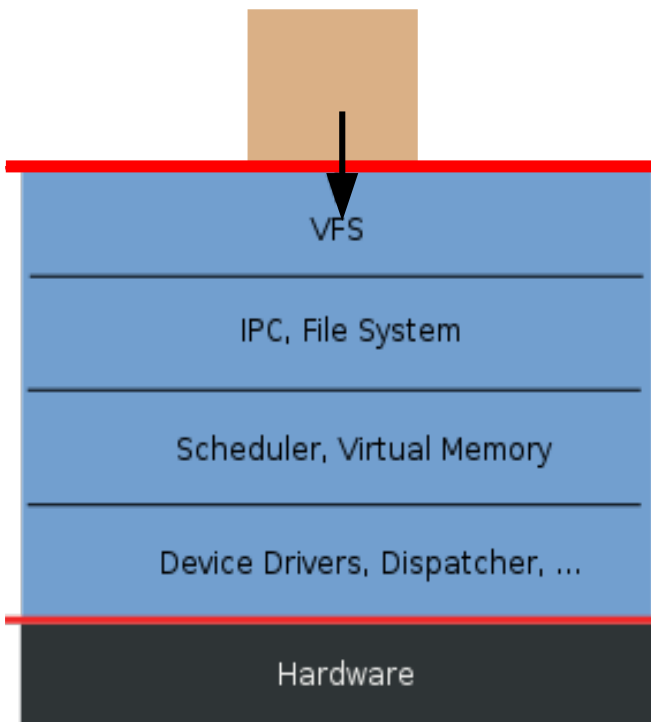 VFS
IPC, File System
Scheduler, Virtual Memory
Device Drivers, Dispatcher, ...
Hardware